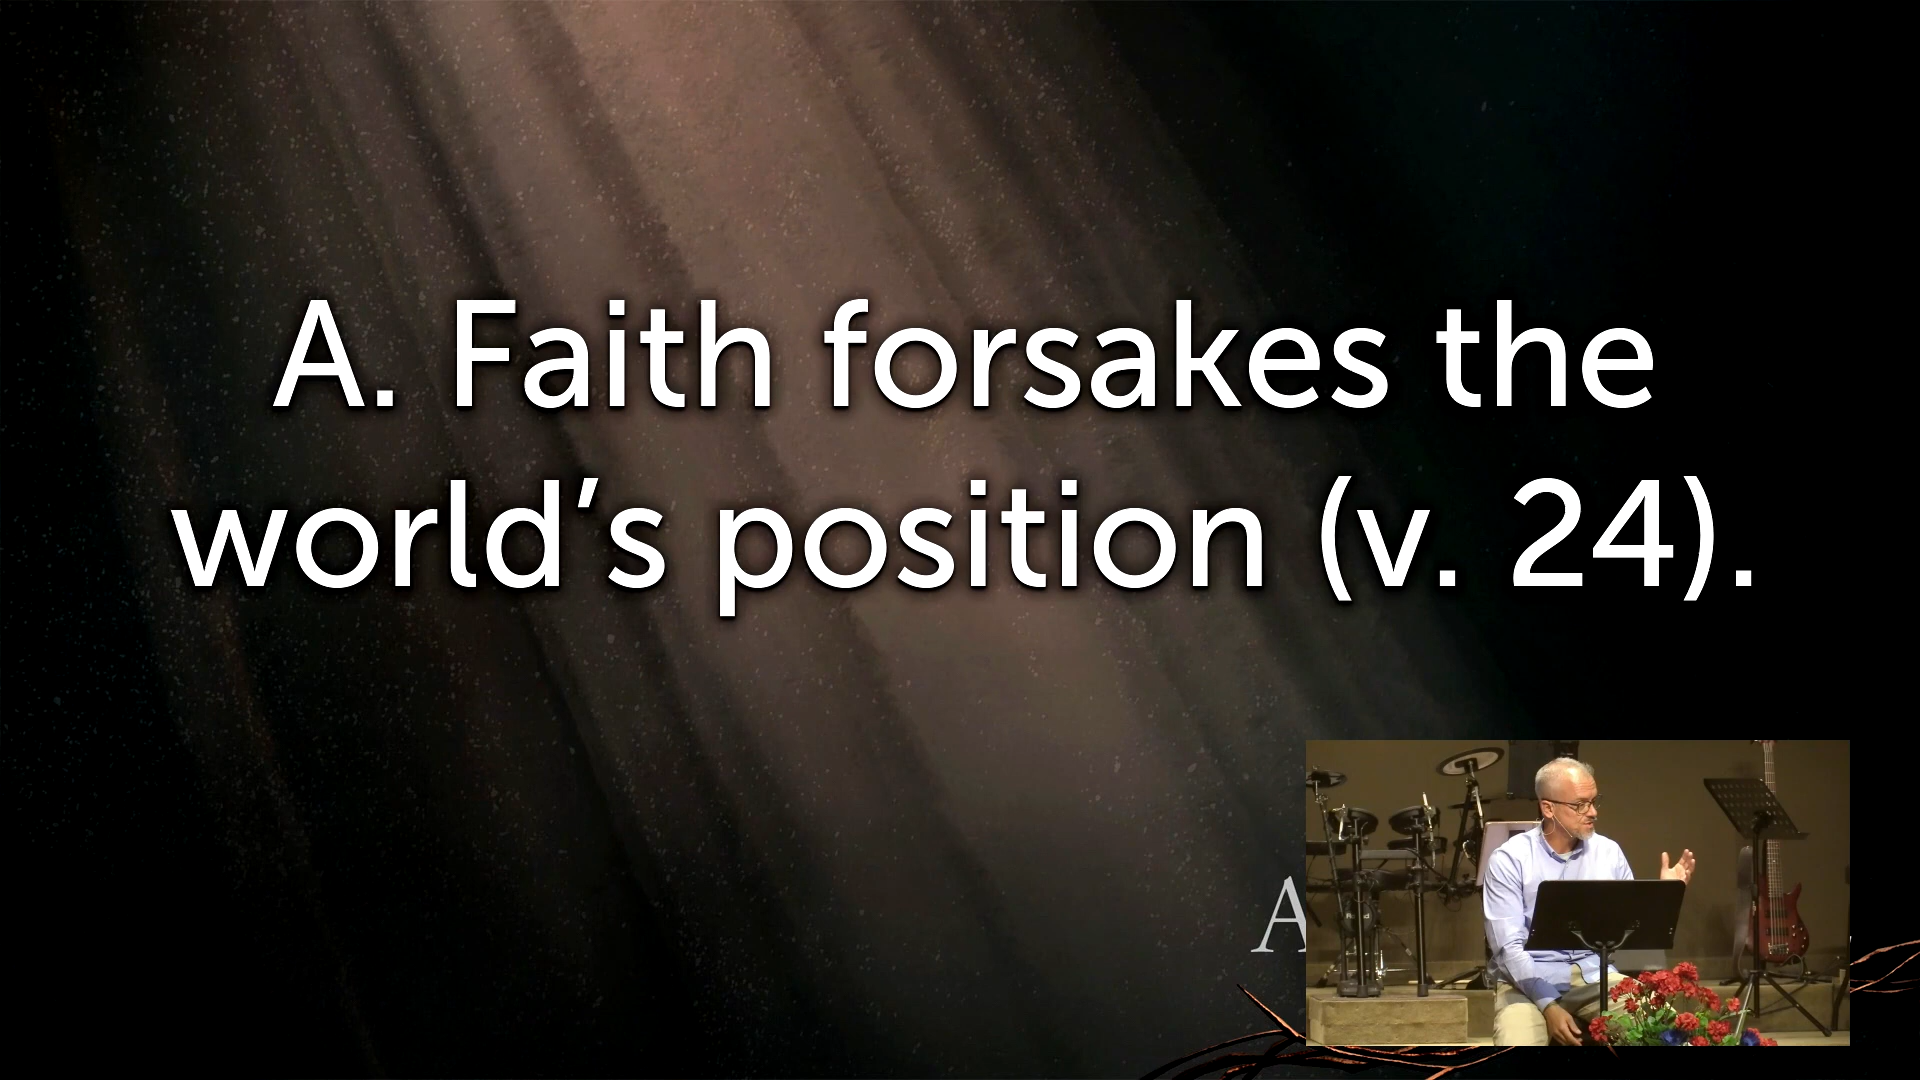 A. Faith forsakes the
world’s position (v. 24).
A